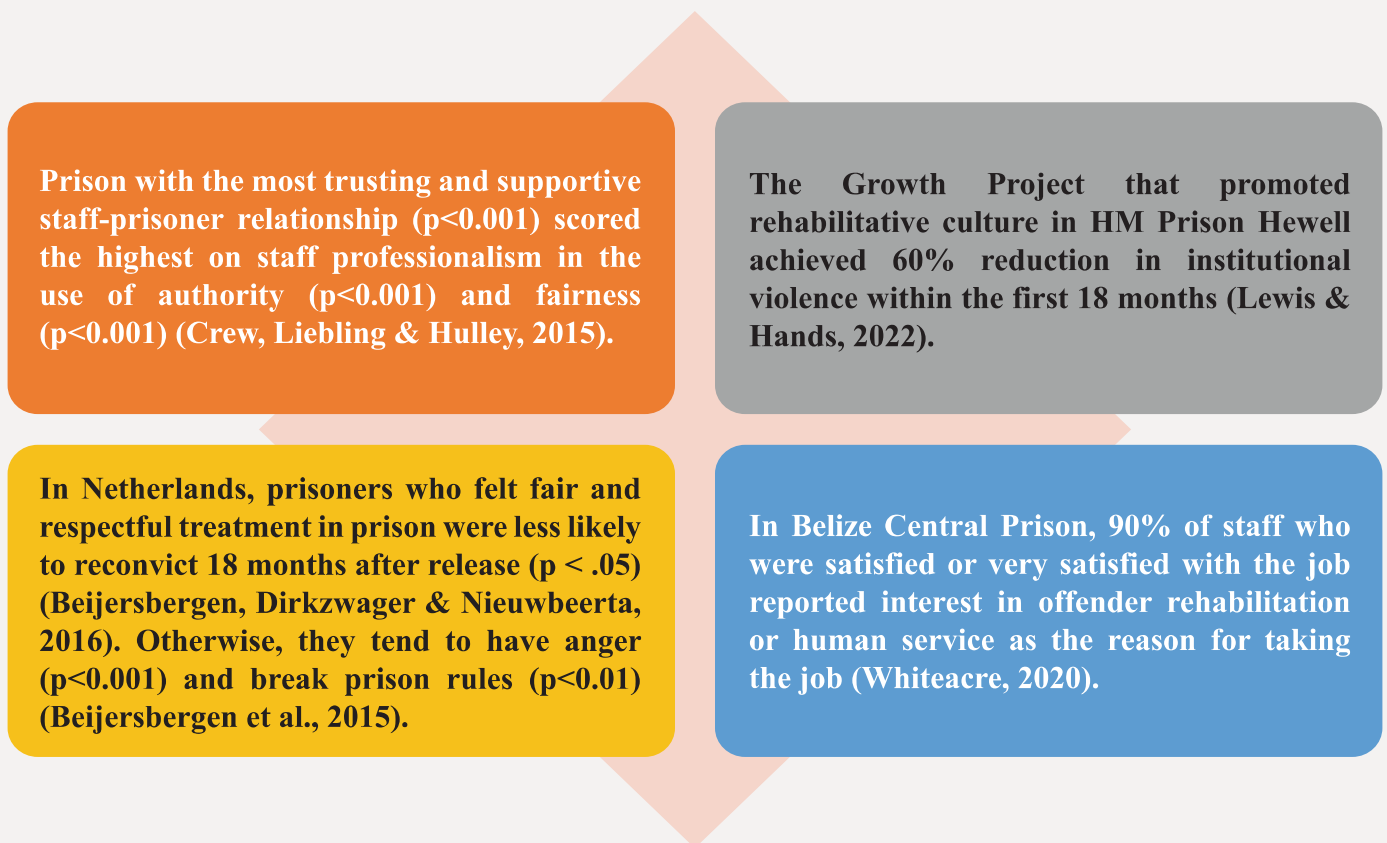 Prison with the most trusting and supportive
staff-prisoner relationship (p<0.001) scored
the highest on staff professionalism in the
use of authority (p<0.001) and fairness
(p<0.001) (Crew, Liebling & Hulley, 2015).
The Growth Project that promoted
rehabilitative culture in HM Prison Hewell
achieved 60% reduction in institutional
violence within the first 18 months (Lewis &
Hands, 2022).
In Netherlands, prisoners who felt fair and
respectful treatment in prison were less likely
to reconvict 18 months after release (p < .05)
(Beijersbergen, Dirkzwager & Nieuwbeerta,
2016). Otherwise, they tend to have anger
(p<0.001) and break prison rules (p<0.01)
(Beijersbergen et al., 2015).
In Belize Central Prison, 90% of staff who
were satisfied or very satisfied with the job
reported interest in offender rehabilitation
or human service as the reason for taking
the job (Whiteacre, 2020).